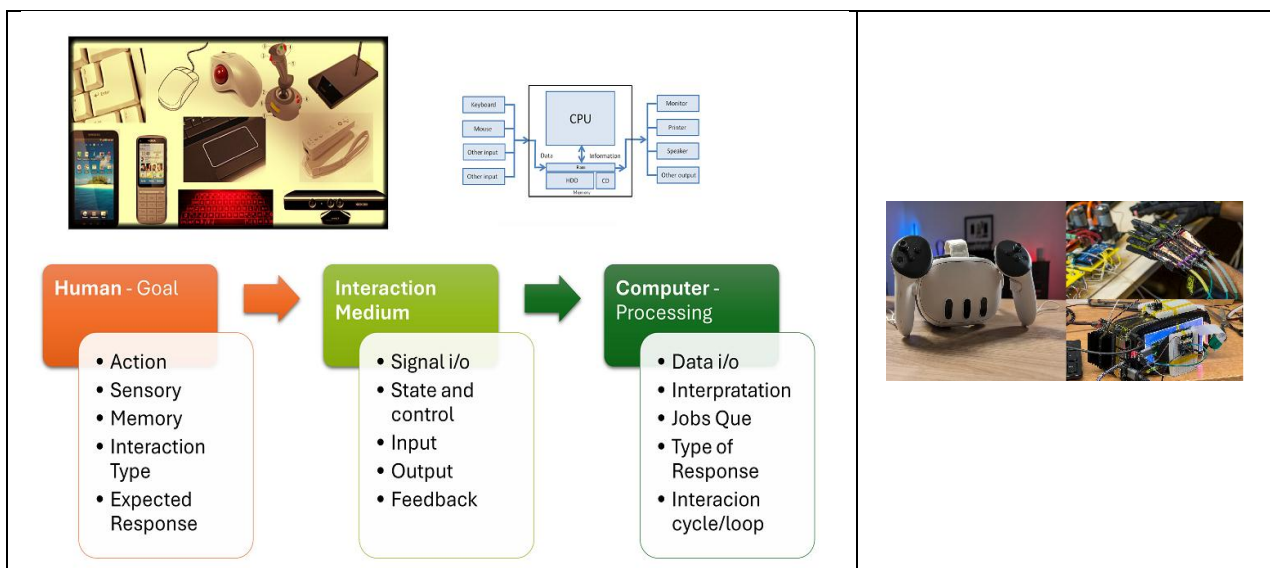 Keyboard
Mouse
Other input
Other input
CPU
Data
Information
Ram
HDD
CD
Memory
Monitor
Printer
Speaker
Other output
Human - Goal
• Action
• Sensory
• Memory
• Interaction
Type
• Expected
Response
Interaction
Medium
• Signal i/o
• State and
control
• Input
• Output
• Feedback
Computer -
Processing
• Data i/o
• Interpratation
• Jobs Que
• Type of
Response
• Interacion
cycle/loop